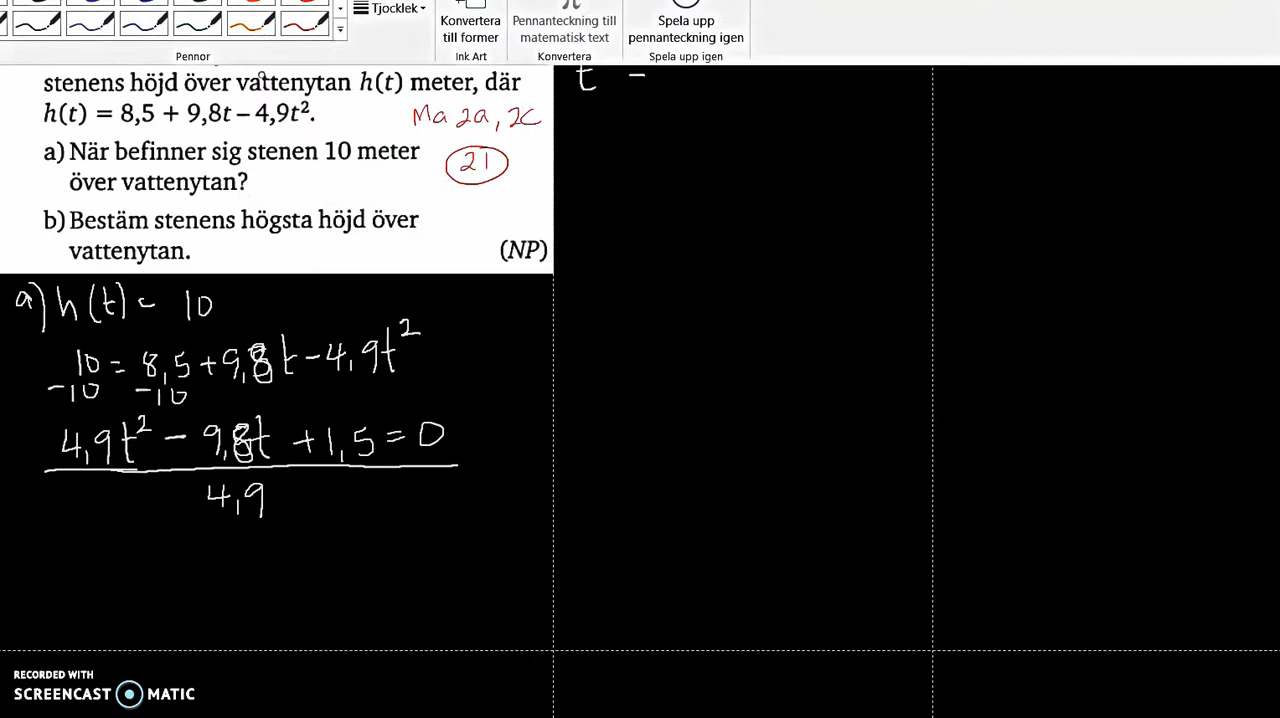 Tjocklek
Konvertera till former
Pennanteckning till matematisk text
Spela upp pennanteckning igen
Pennor
Ink Art
Konvertera
Spela upp igen
stenens höjd över vattenytan h(t) meter, där
h(t) = 8,5 + 9,8t – 4,9t².
Ma 2a, 2c
a) När befinner sig stenen 10 meter
över vattenytan?
21
b) Bestäm stenens högsta höjd över
vattenytan.
(NP)
a) h(t) = 10
10 = 8,5 + 9,8t – 4,9t²
–10 –10
4,9t² – 9,8t + 1,5 = 0
4,9
t =
RECORDED WITH
SCREENCAST MATIC